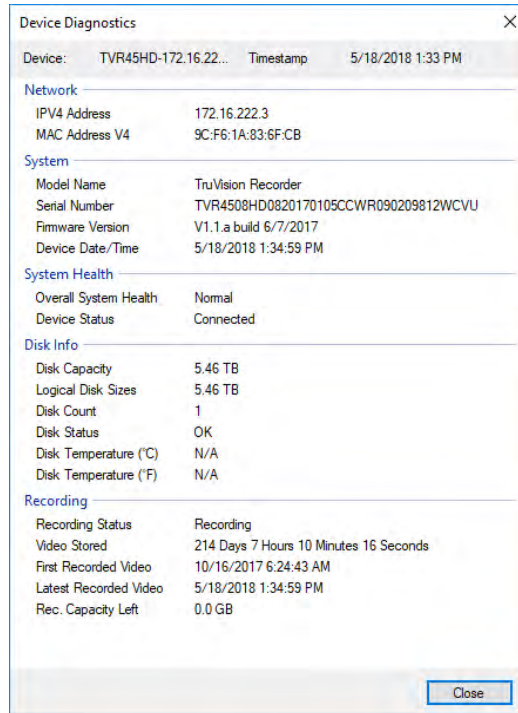 Device Diagnostics
Device: TVR45HD-172.16.22... Timestamp 5/18/2018 1:33 PM
Network
IPV4 Address 172.16.222.3
MAC Address V4 9C:F6:1A:83:6F:CB
System
Model Name TruVision Recorder
Serial Number TVR4508HD0820170105CCWR090209812WCVU
Firmware Version V1.1.a build 6/7/2017
Device Date/Time 5/18/2018 1:34:59 PM
System Health
Overall System Health Normal
Device Status Connected
Disk Info
Disk Capacity 5.46 TB
Logical Disk Sizes 5.46 TB
Disk Count 1
Disk Status OK
Disk Temperature (°C) N/A
Disk Temperature (°F) N/A
Recording
Recording Status Recording
Video Stored 214 Days 7 Hours 10 Minutes 16 Seconds
First Recorded Video 10/16/2017 6:24:43 AM
Latest Recorded Video 5/18/2018 1:34:59 PM
Rec. Capacity Left 0.0 GB
Close